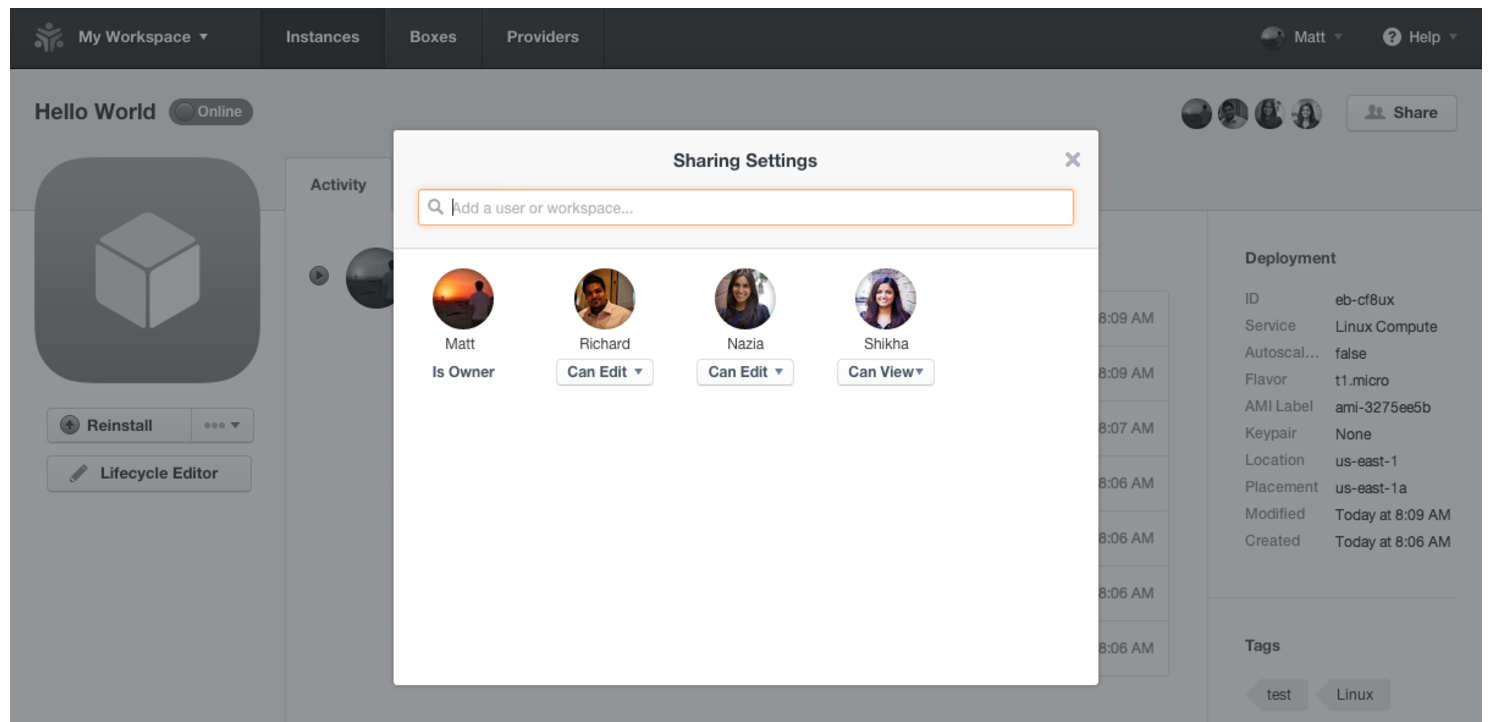 My Workspace
Instances
Boxes
Providers
Matt
Help
Hello World
Online
Share
Activity
Sharing Settings
Add a user or workspace...
Matt
Richard
Nazia
Shikha
Is Owner
Can Edit
Can Edit
Can View
Reinstall
Lifecycle Editor
8:09 AM
8:09 AM
8:07 AM
8:06 AM
8:06 AM
8:06 AM
8:06 AM
Deployment
ID eb-cf8ux
Service Linux Compute
Autoscal... false
Flavor t1.micro
AMI Label ami-3275ee5b
Keypair None
Location us-east-1
Placement us-east-1a
Modified Today at 8:09 AM
Created Today at 8:06 AM
Tags
test
Linux